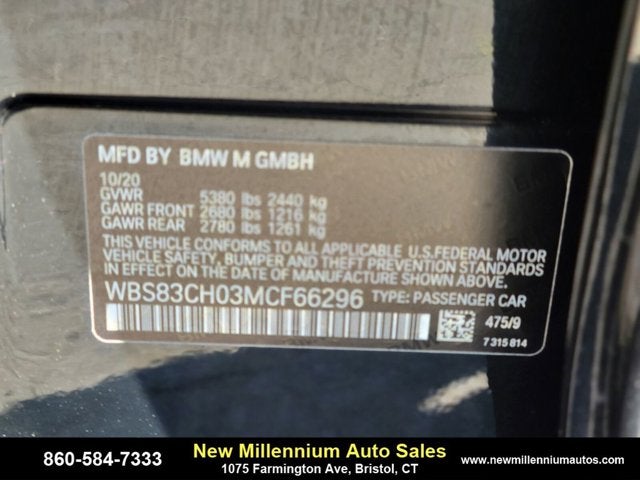 MFD BY BMW M GMBH
10/20
GVWR 5380 lbs 2440 kg
GAWR FRONT 2680 lbs 1216 kg
GAWR REAR 2780 lbs 1261 kg
THIS VEHICLE CONFORMS TO ALL APPLICABLE U.S.FEDERAL MOTOR
VEHICLE SAFETY, BUMPER AND THEFT PREVENTION STANDARDS
IN EFFECT ON THE DATE OF MANUFACTURE SHOWN ABOVE.
WBS83CH03MCF66296 TYPE: PASSENGER CAR
475/9
7 315 814
860-584-7333
New Millennium Auto Sales
1075 Farmington Ave, Bristol, CT
www.newmillenniumautos.com